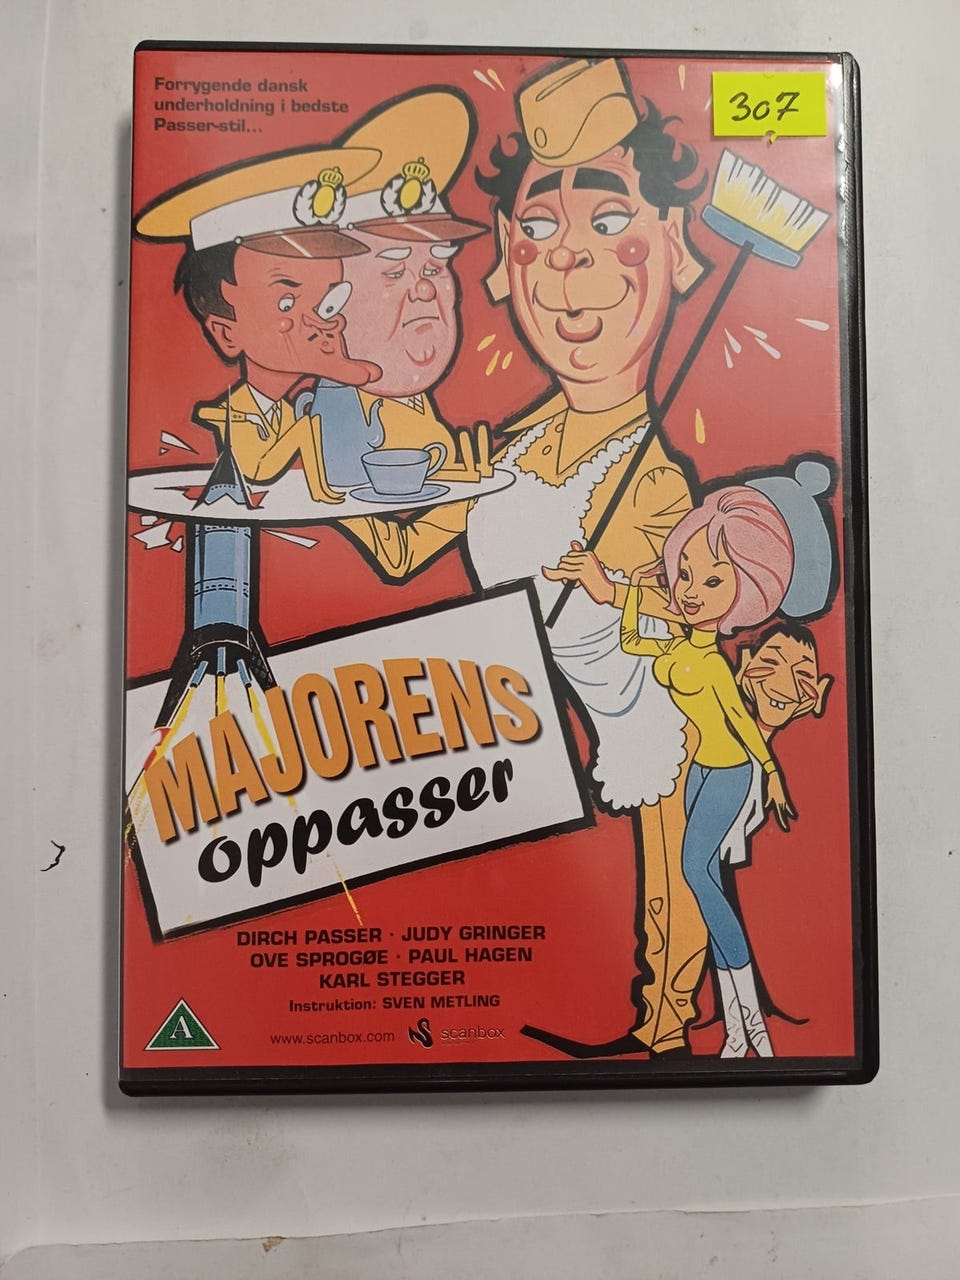 Forrygende dansk
underholdning i bedste
Passer-stil...
307
MAJORENS
oppasser
DIRCH PASSER · JUDY GRINGER
OVE SPROGØE · PAUL HAGEN
KARL STEGGER
Instruktion: SVEN METLING
A
www.scanbox.com scanbox